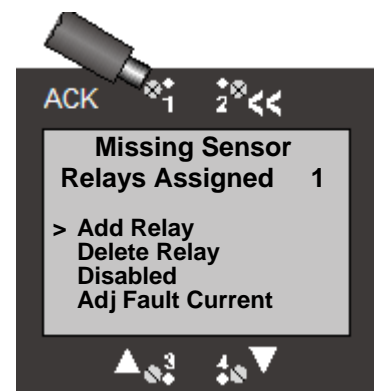 ACK 1 2 <<
Missing Sensor
Relays Assigned 1
> Add Relay
Delete Relay
Disabled
Adj Fault Current
3 4